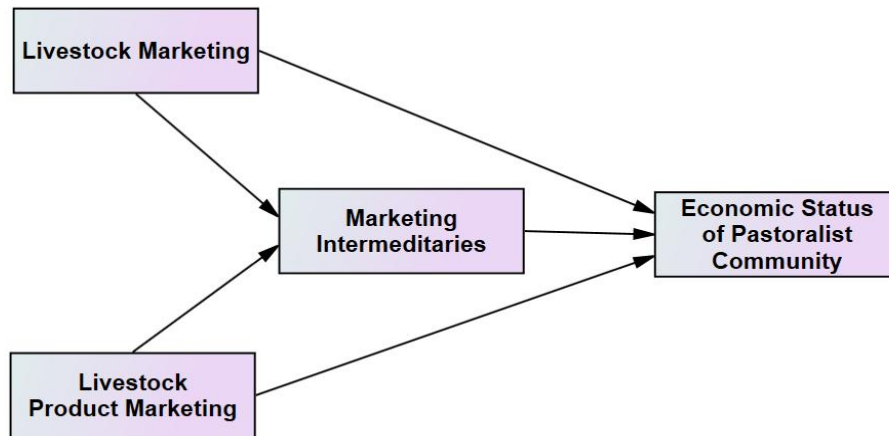 Livestock Marketing
Marketing
Intermeditaries
Economic Status
of Pastoralist
Community
Livestock
Product Marketing